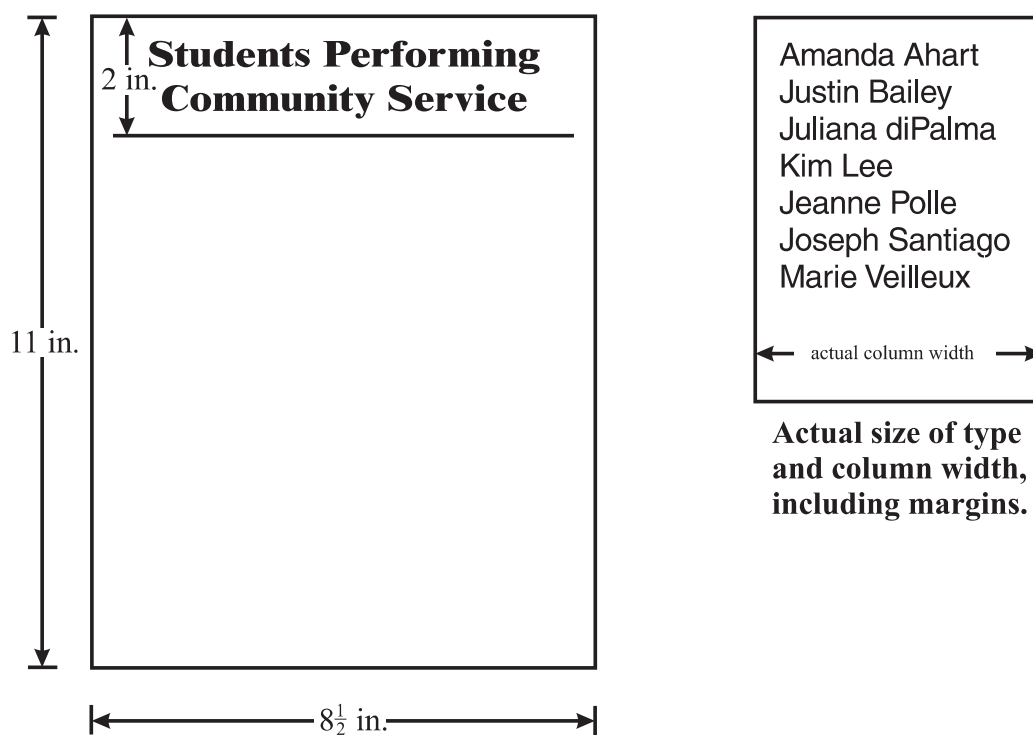 Students Performing
Community Service
2 in.
11 in.
8½ in.
Amanda Ahart
Justin Bailey
Juliana diPalma
Kim Lee
Jeanne Polle
Joseph Santiago
Marie Veilleux
actual column width
Actual size of type
and column width,
including margins.